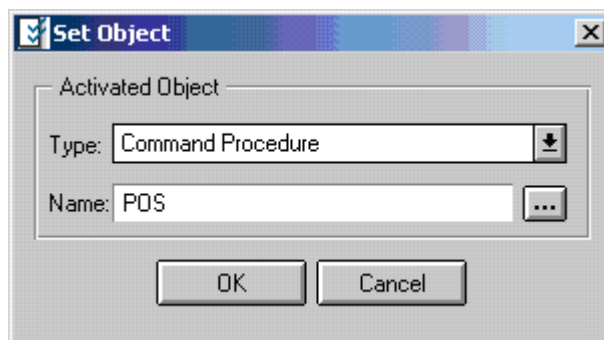 Set Object
Activated Object
Type: Command Procedure
Name: POS ...
OK Cancel